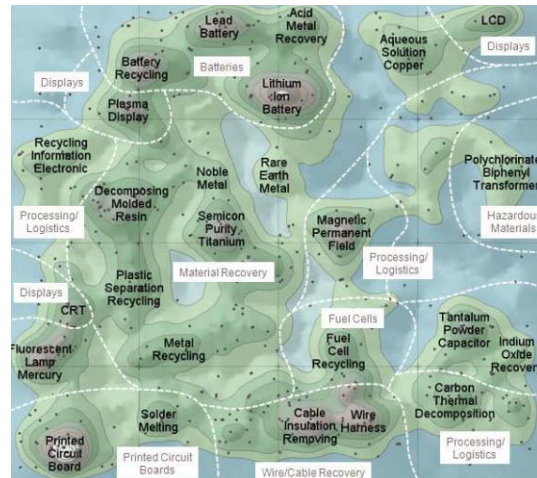 Lead
Battery
Acid
Metal
Recovery
LCD
Aqueous
Solution
Copper
Displays
Battery
Recycling
Batteries
Displays
Lithium
Ion
Battery
Plasma
Display
Recycling
Information
Electronic
Noble
Metal
Rare
Earth
Metal
Polychlorinate
Biphenyl
Transformer
Decomposing
Molded
Resin
Semicon
Purity
Titanium
Magnetic
Permanent
Field
Processing/
Logistics
Hazardous
Materials
Processing/
Logistics
Plastic
Separation
Recycling
Material Recovery
Displays
CRT
Fuel Cells
Tantalum
Powder
Capacitor
Fluorescent
Lamp
Mercury
Metal
Recycling
Fuel
Cell
Recycling
Indium
Oxide
Recover
Carbon
Thermal
Decomposition
Solder
Melting
Cable
Insulation
Removing
Wire
Harness
Printed
Circuit
Board
Printed Circuit
Boards
Processing/
Logistics
Wire/Cable Recovery